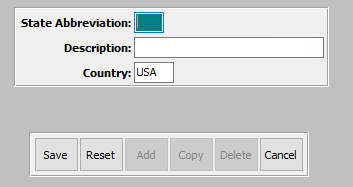 State Abbreviation:
Description:
Country: USA
Save Reset Add Copy Delete Cancel